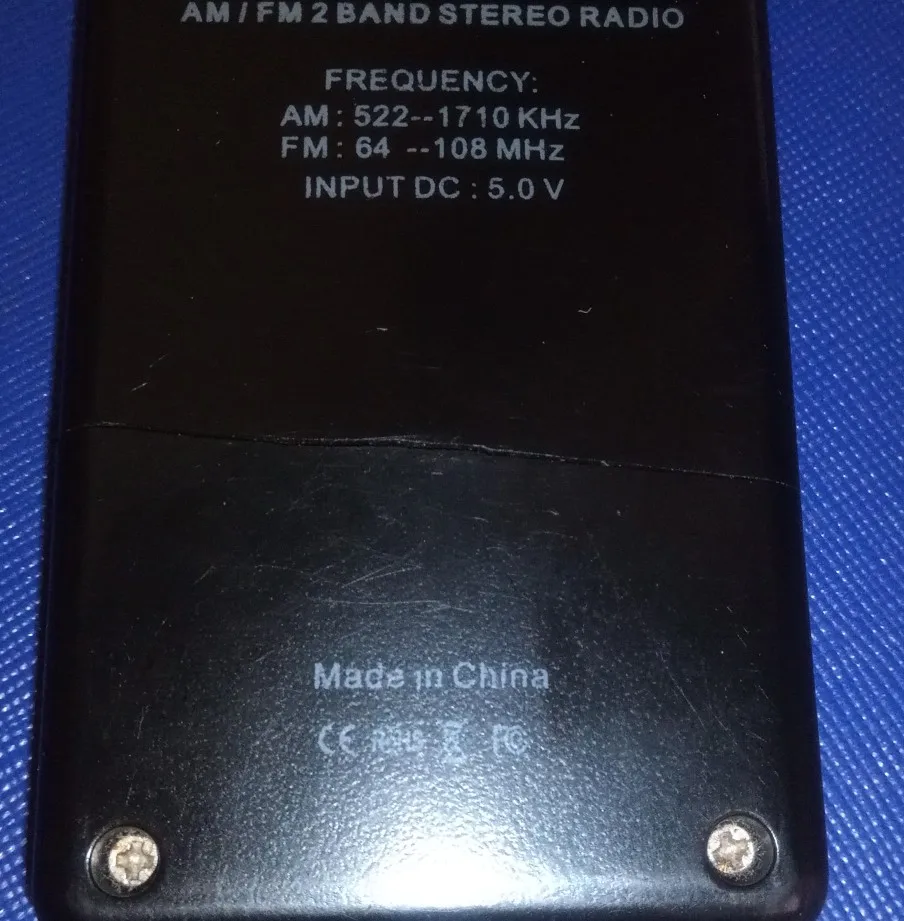 AM / FM 2 BAND STEREO RADIO
FREQUENCY:
AM : 522--1710 KHz
FM : 64 --108 MHz
INPUT DC : 5.0 V
Made in China
CE RoHS FC